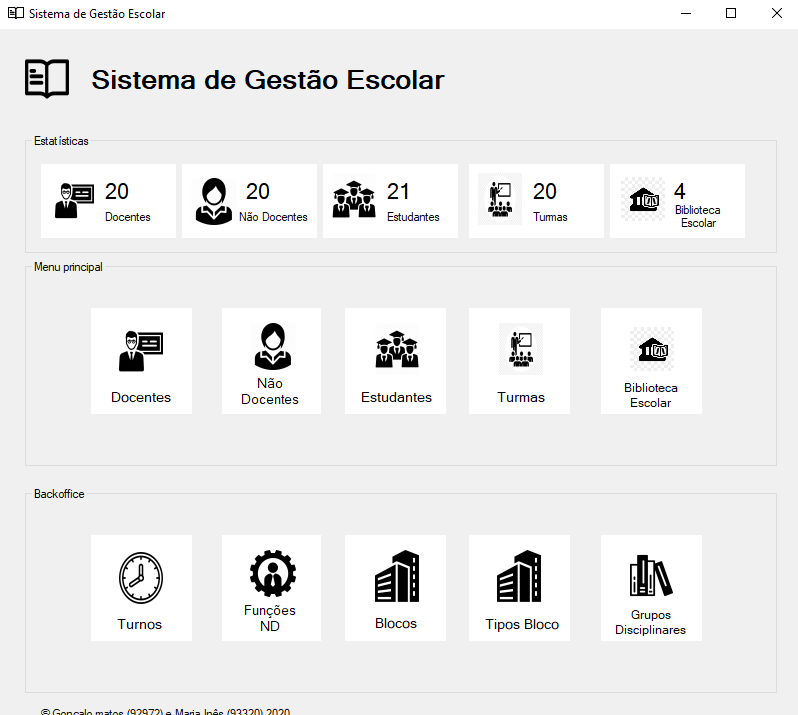 Sistema de Gestão Escolar
Sistema de Gestão Escolar
Estatísticas
20
Docentes
20
Não Docentes
21
Estudantes
20
Turmas
4
Biblioteca
Escolar
Menu principal
Docentes
Não
Docentes
Estudantes
Turmas
Biblioteca
Escolar
Backoffice
Turnos
Funções
ND
Blocos
Tipos Bloco
Grupos
Disciplinares
© Gonçalo matos (92972) e Maria Inês (93320) 2020